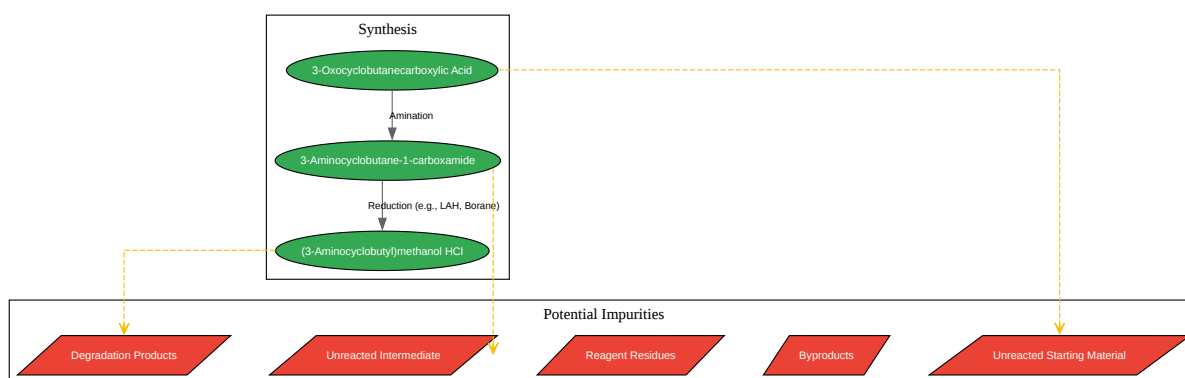 Synthesis
3-Oxocyclobutanecarboxylic Acid
Amination
3-Aminocyclobutane-1-carboxamide
Reduction (e.g., LAH, Borane)
(3-Aminocyclobutyl)methanol HCl
Potential Impurities
Degradation Products
Unreacted Intermediate
Reagent Residues
Byproducts
Unreacted Starting Material